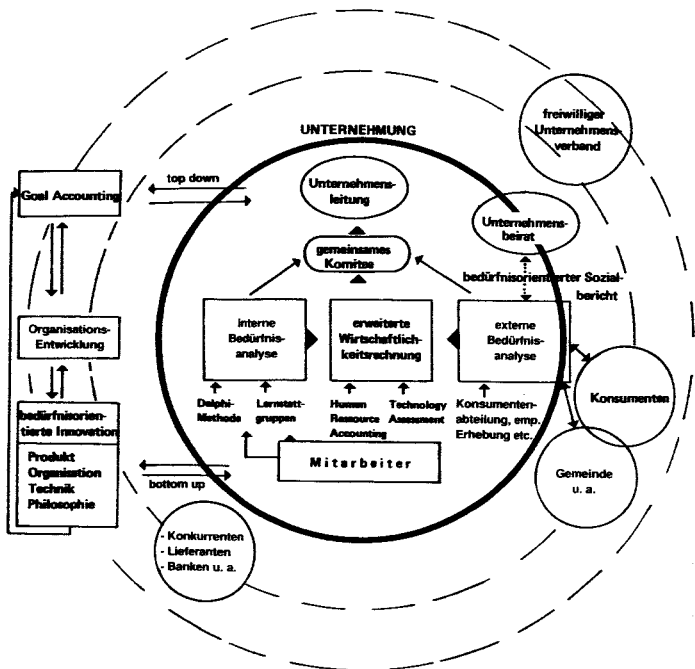 freiwilliger
Unternehmens-
verband
UNTERNEHMUNG
top down
Goal Accounting
Unternehmens-
leitung
Unternehmens-
beirat
gemeinsames
Komitee
bedürfnisorientierter Sozial-
bericht
Organisations-
Entwicklung
interne
Bedürfnis-
analyse
erweiterte
Wirtschaftlich-
keitsrechnung
externe
Bedürfnis-
analyse
Delphi-
Methode
Lernstatt-
gruppen
Human
Ressource
Accounting
Technology
Assesment
Konsumenten-
abteilung, emp.
Erhebung etc.
Konsumenten
bedürfnisorien-
tierte Innovation
Produkt
Organisation
Technik
Philosophie
Mitarbeiter
bottom up
Gemeinde
u. a.
- Konkurrenten
- Lieferanten
- Banken u. a.